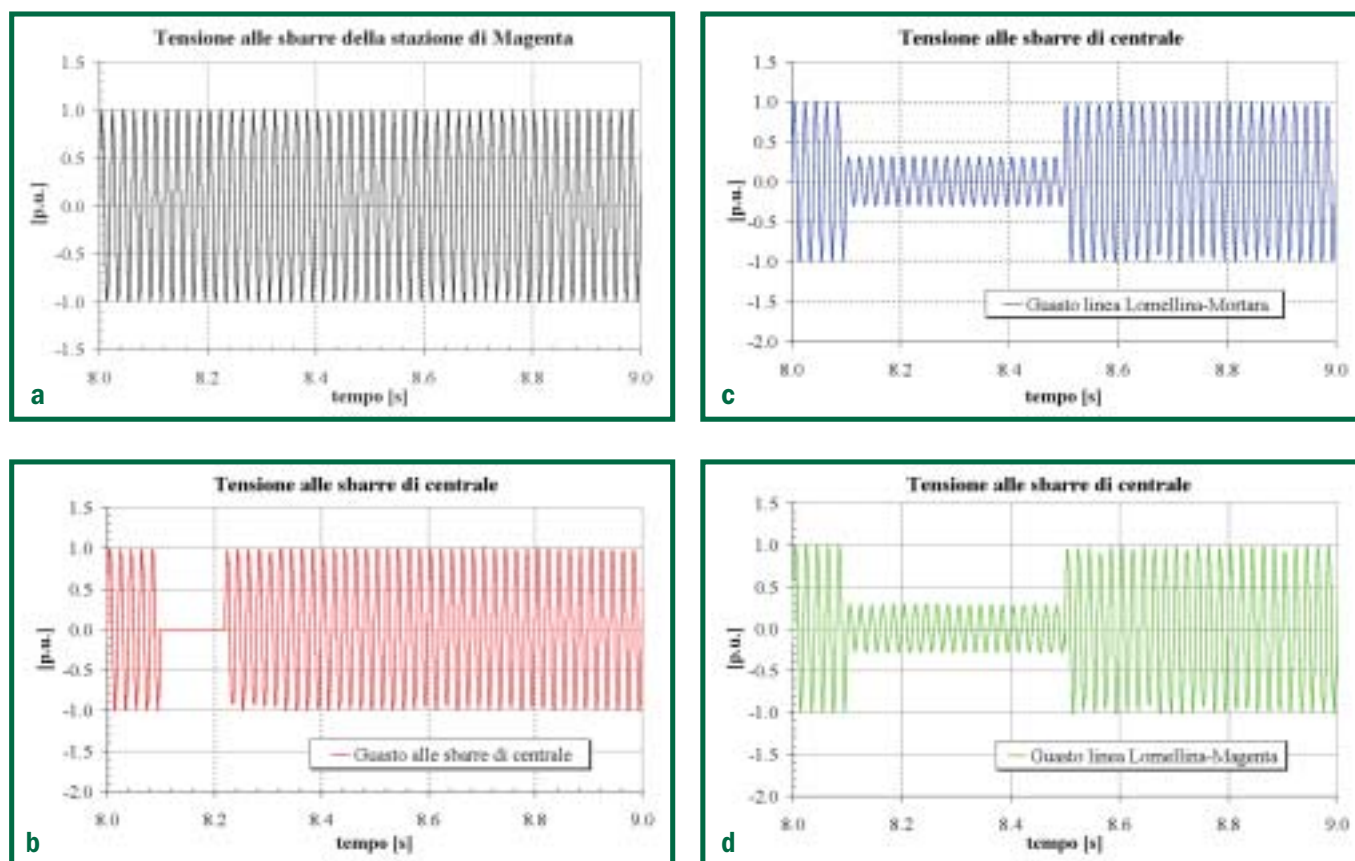 Tensione alle sbarre della stazione di Magenta
1.5
1.0
0.5
0.0
-0.5
-1.0
-1.5
[p.u.]
8.0 8.2 8.4 8.6 8.8 9.0
tempo [s]
a
Tensione alle sbarre di centrale
1.5
1.0
0.5
0.0
-0.5
-1.0
-1.5
-2.0
[p.u.]
Guasto alle sbarre di centrale
8.0 8.2 8.4 8.6 8.8 9.0
tempo [s]
b
Tensione alle sbarre di centrale
1.5
1.0
0.5
0.0
-0.5
-1.0
-1.5
-2.0
[p.u.]
Guasto linea Lomellina-Mortara
8.0 8.2 8.4 8.6 8.8 9.0
tempo [s]
c
Tensione alle sbarre di centrale
1.5
1.0
0.5
0.0
-0.5
-1.0
-1.5
-2.0
[p.u.]
Guasto linea Lomellina-Magenta
8.0 8.2 8.4 8.6 8.8 9.0
tempo [s]
d